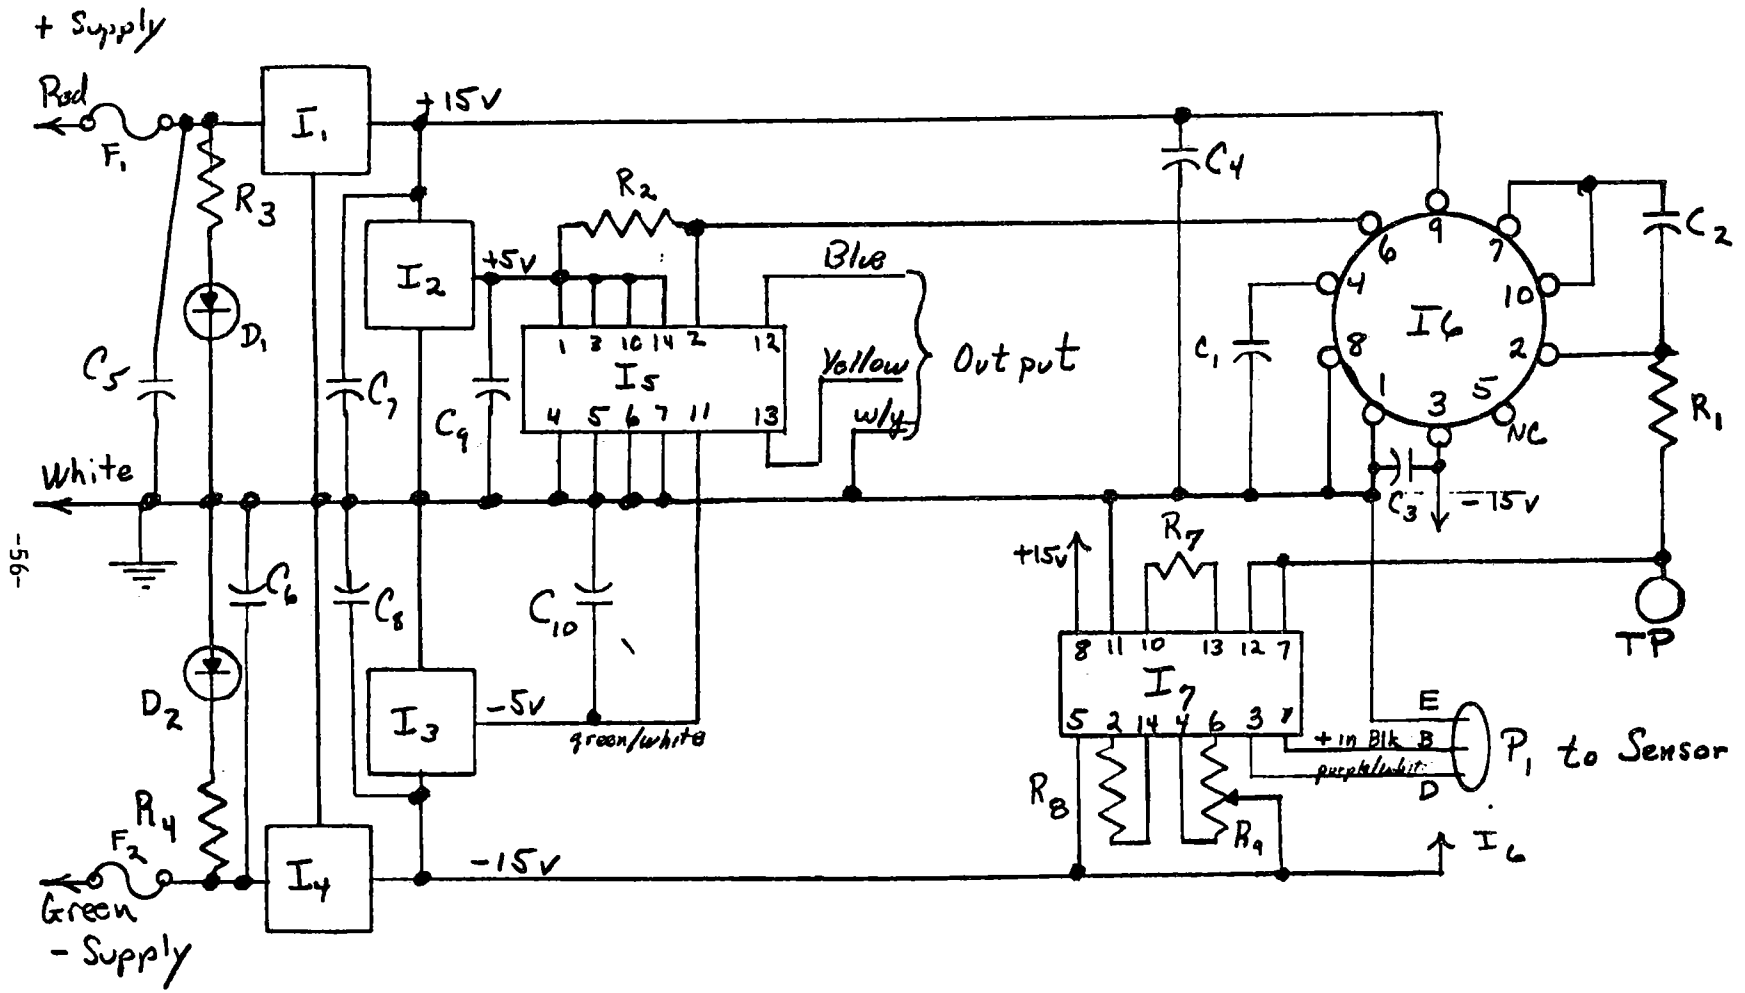 + Supply
Red
F1
I1
+15v
R3
D1
C5
C7
I2
+5v
R2
C9
1 3 10 14 2 12
I5
4 5 6 7 11 13
Blue
Yellow
w/y
Output
C4
6 9 7
4 10
I6
8 2
1 3 5
NC
C1
C2
R1
C3
-15v
White
-56-
C6
C8
C10
D2
R4
I3
-5v
green/white
F2
I4
-15v
Green
- Supply
+15v
R7
8 11 10 13 12 7
I7
5 2 14 4 6 3
R8
R9
TP
E
+ in Blk B
D
P1 to Sensor
I6